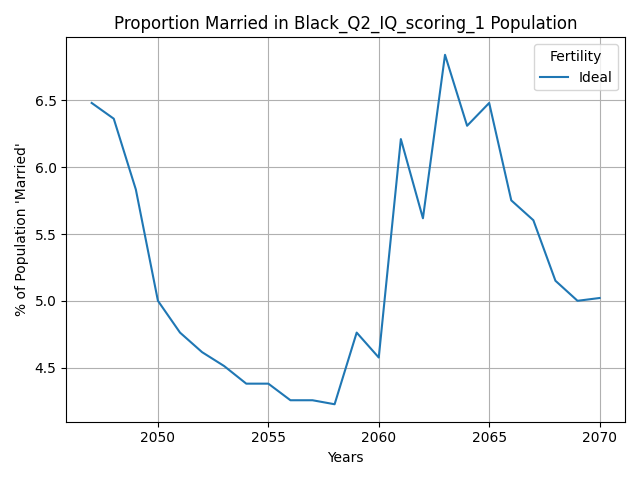 Proportion Married in Black_Q2_IQ_scoring_1 Population
Fertility
Ideal
% of Population 'Married'
6.5
6.0
5.5
5.0
4.5
2050
2055
2060
2065
2070
Years